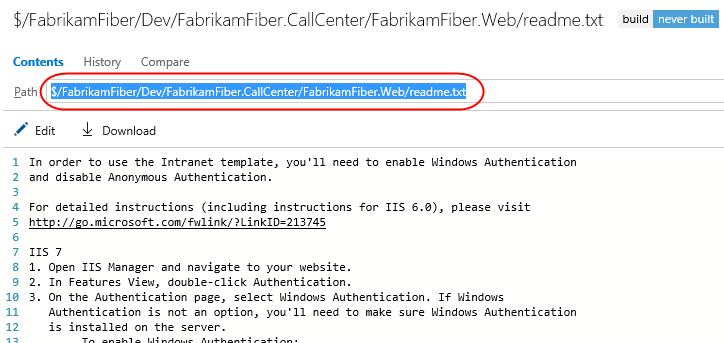 $/FabrikamFiber/Dev/FabrikamFiber.CallCenter/FabrikamFiber.Web/readme.txt build never built
Contents History Compare
Path $/FabrikamFiber/Dev/FabrikamFiber.CallCenter/FabrikamFiber.Web/readme.txt
Edit Download
1 In order to use the Intranet template, you'll need to enable Windows Authentication
2 and disable Anonymous Authentication.
3
4 For detailed instructions (including instructions for IIS 6.0), please visit
5 http://go.microsoft.com/fwlink/?LinkID=213745
6
7 IIS 7
8 1. Open IIS Manager and navigate to your website.
9 2. In Features View, double-click Authentication.
10 3. On the Authentication page, select Windows Authentication. If Windows
11 Authentication is not an option, you'll need to make sure Windows Authentication
12 is installed on the server.
13 To enable Windows Authentication: